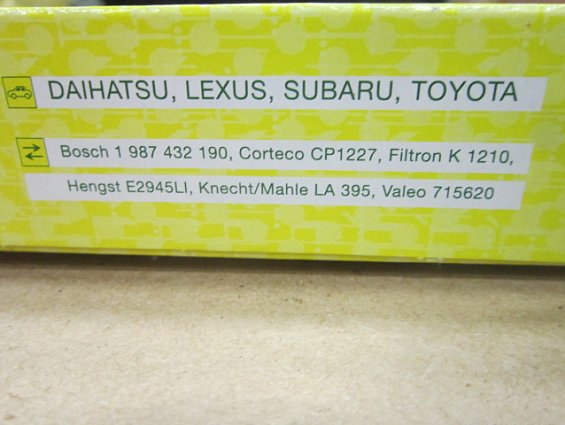 DAIHATSU, LEXUS, SUBARU, TOYOTA
Bosch 1 987 432 190, Corteco CP1227, Filtron K 1210,
Hengst E2945LI, Knecht/Mahle LA 395, Valeo 715620